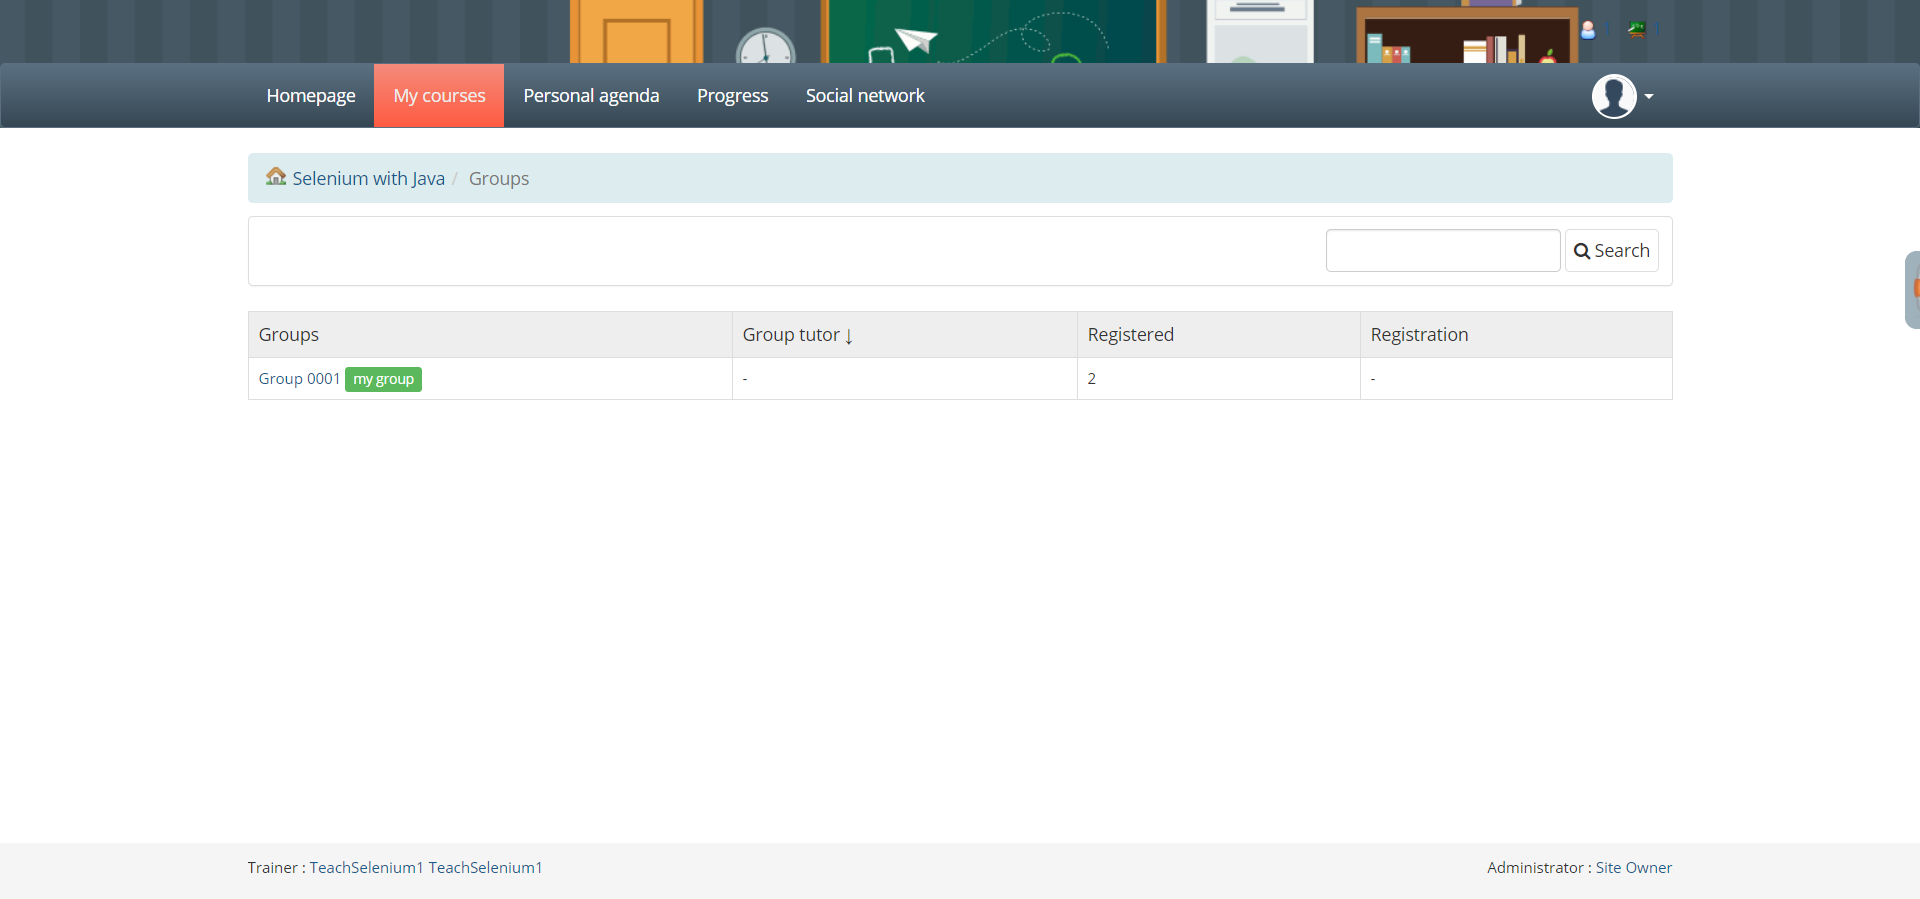 Homepage My courses Personal agenda Progress Social network
Selenium with Java / Groups
Search
Groups Group tutor ↓ Registered Registration
Group 0001 my group - 2 -
Trainer : TeachSelenium1 TeachSelenium1 Administrator : Site Owner